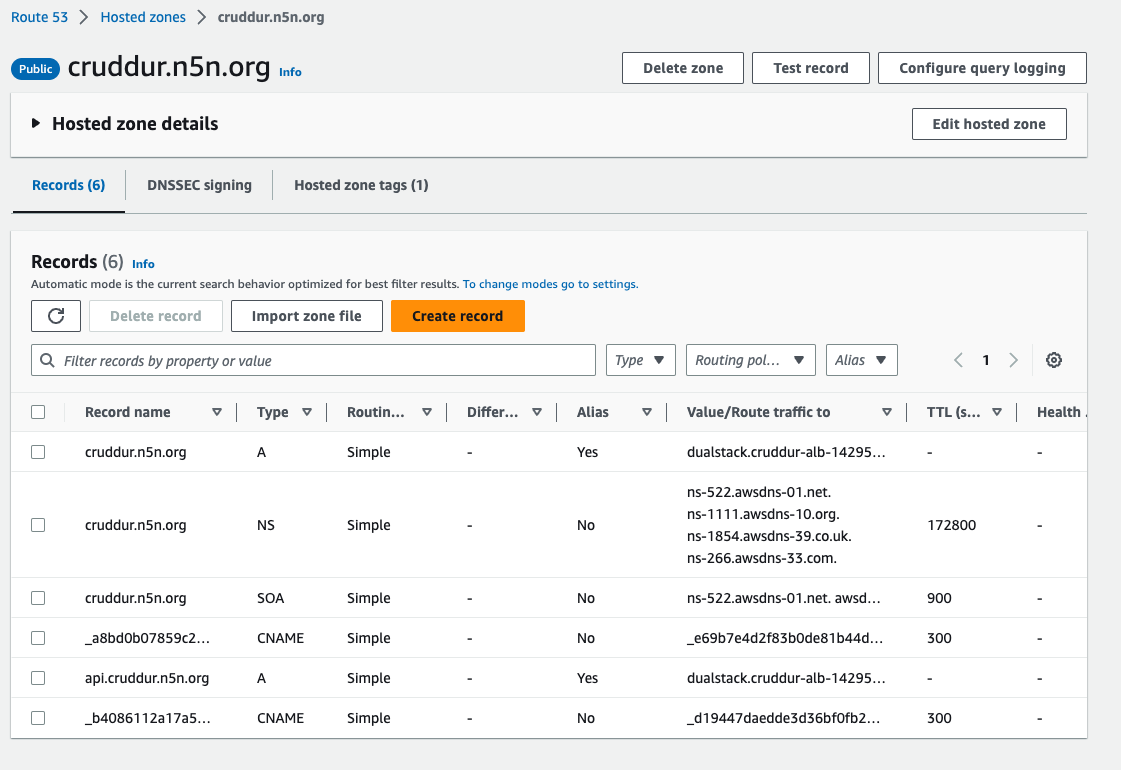 Route 53 > Hosted zones > cruddur.n5n.org
Public cruddur.n5n.org Info
Delete zone Test record Configure query logging
Hosted zone details
Edit hosted zone
Records (6) DNSSEC signing Hosted zone tags (1)
Records (6) Info
Automatic mode is the current search behavior optimized for best filter results. To change modes go to settings.
Delete record Import zone file Create record
Filter records by property or value Type Routing pol... Alias 1
Record name Type Routin... Differ... Alias Value/Route traffic to TTL (s... Health .
cruddur.n5n.org A Simple - Yes dualstack.cruddur-alb-14295... - -
ns-522.awsdns-01.net.
ns-1111.awsdns-10.org.
cruddur.n5n.org NS Simple - No 172800 -
ns-1854.awsdns-39.co.uk.
ns-266.awsdns-33.com.
cruddur.n5n.org SOA Simple - No ns-522.awsdns-01.net. awsd... 900 -
_a8bd0b07859c2... CNAME Simple - No _e69b7e4d2f83b0de81b44d... 300 -
api.cruddur.n5n.org A Simple - Yes dualstack.cruddur-alb-14295... - -
_b4086112a17a5... CNAME Simple - No _d19447daedde3d36bf0fb2... 300 -